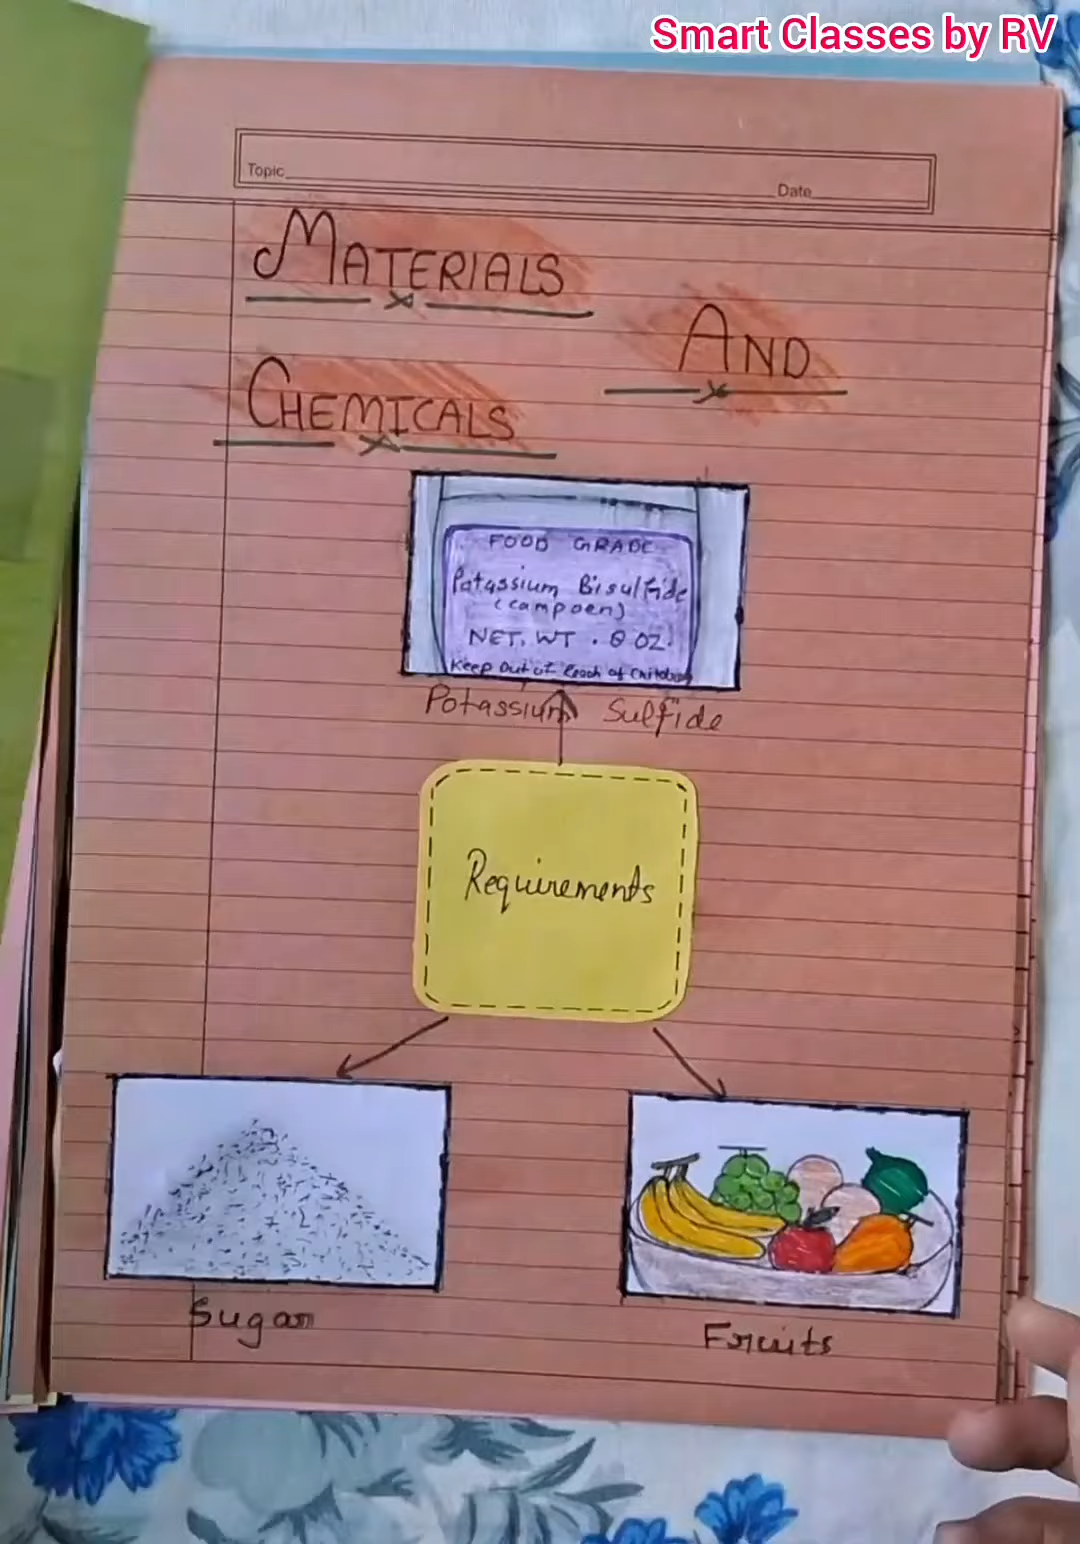 Smart Classes by RV
Topic
Date
MATERIALS
AND
CHEMICALS
FOOD GRADE
Potassium Bisulfide
(campden)
NET. WT. 8 OZ.
Keep Out of Reach of Children
Potassium Sulfide
Requirements
Sugar
Fruits